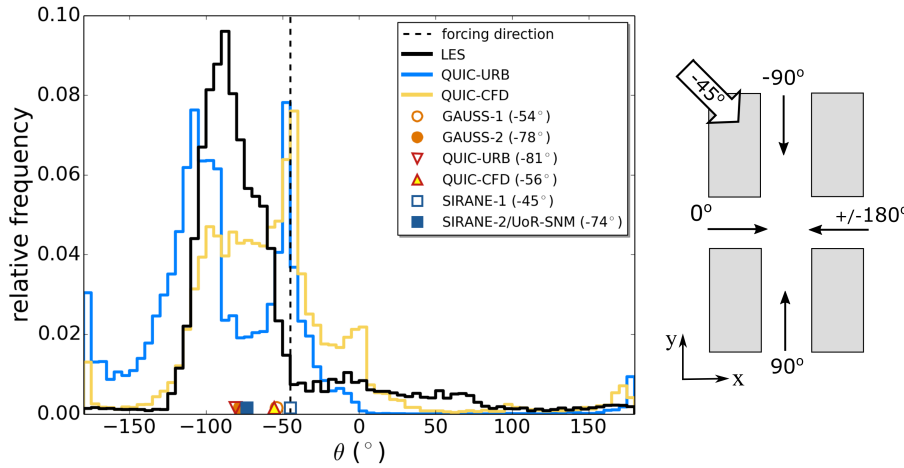 0.10
0.08
0.06
0.04
0.02
0.00
relative frequency
−150
−100
−50
0
50
100
150
θ (°)
forcing direction
LES
QUIC-URB
QUIC-CFD
GAUSS-1 (-54°)
GAUSS-2 (-78°)
QUIC-URB (-81°)
QUIC-CFD (-56°)
SIRANE-1 (-45°)
SIRANE-2/UoR-SNM (-74°)
-45°
-90°
0°
+/-180°
90°
y
x